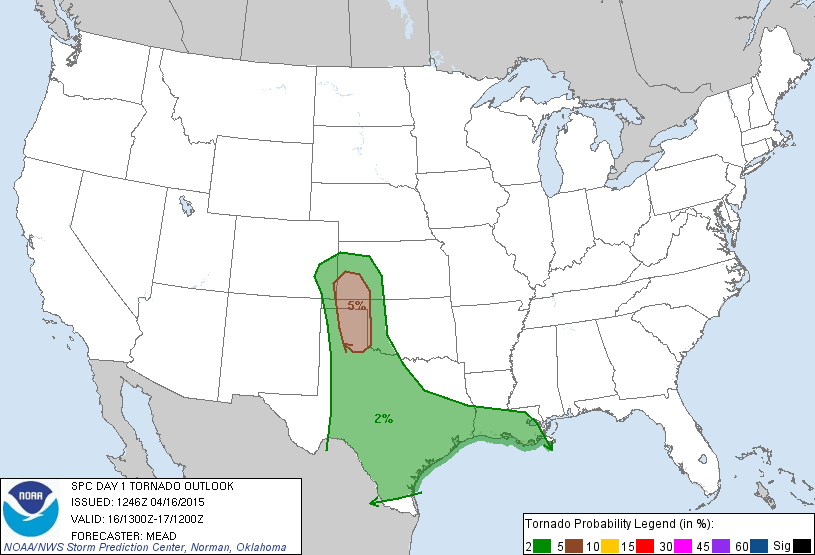 5%
2%
NOAA
SPC DAY 1 TORNADO OUTLOOK
ISSUED: 1246Z 04/16/2015
VALID: 16/1300Z-17/1200Z
FORECASTER: MEAD
NOAA/NWS Storm Prediction Center, Norman, Oklahoma
Tornado Probability Legend (in %):
2 5 10 15 30 45 60 Sig